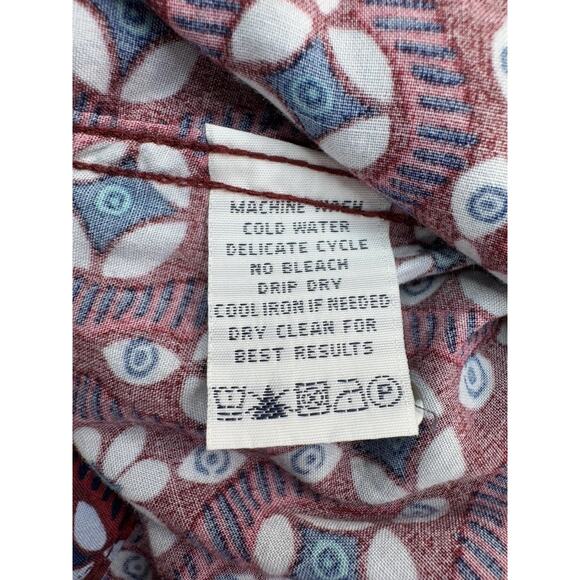 MACHINE WASH
COLD WATER
DELICATE CYCLE
NO BLEACH
DRIP DRY
COOL IRON IF NEEDED
DRY CLEAN FOR
BEST RESULTS
P